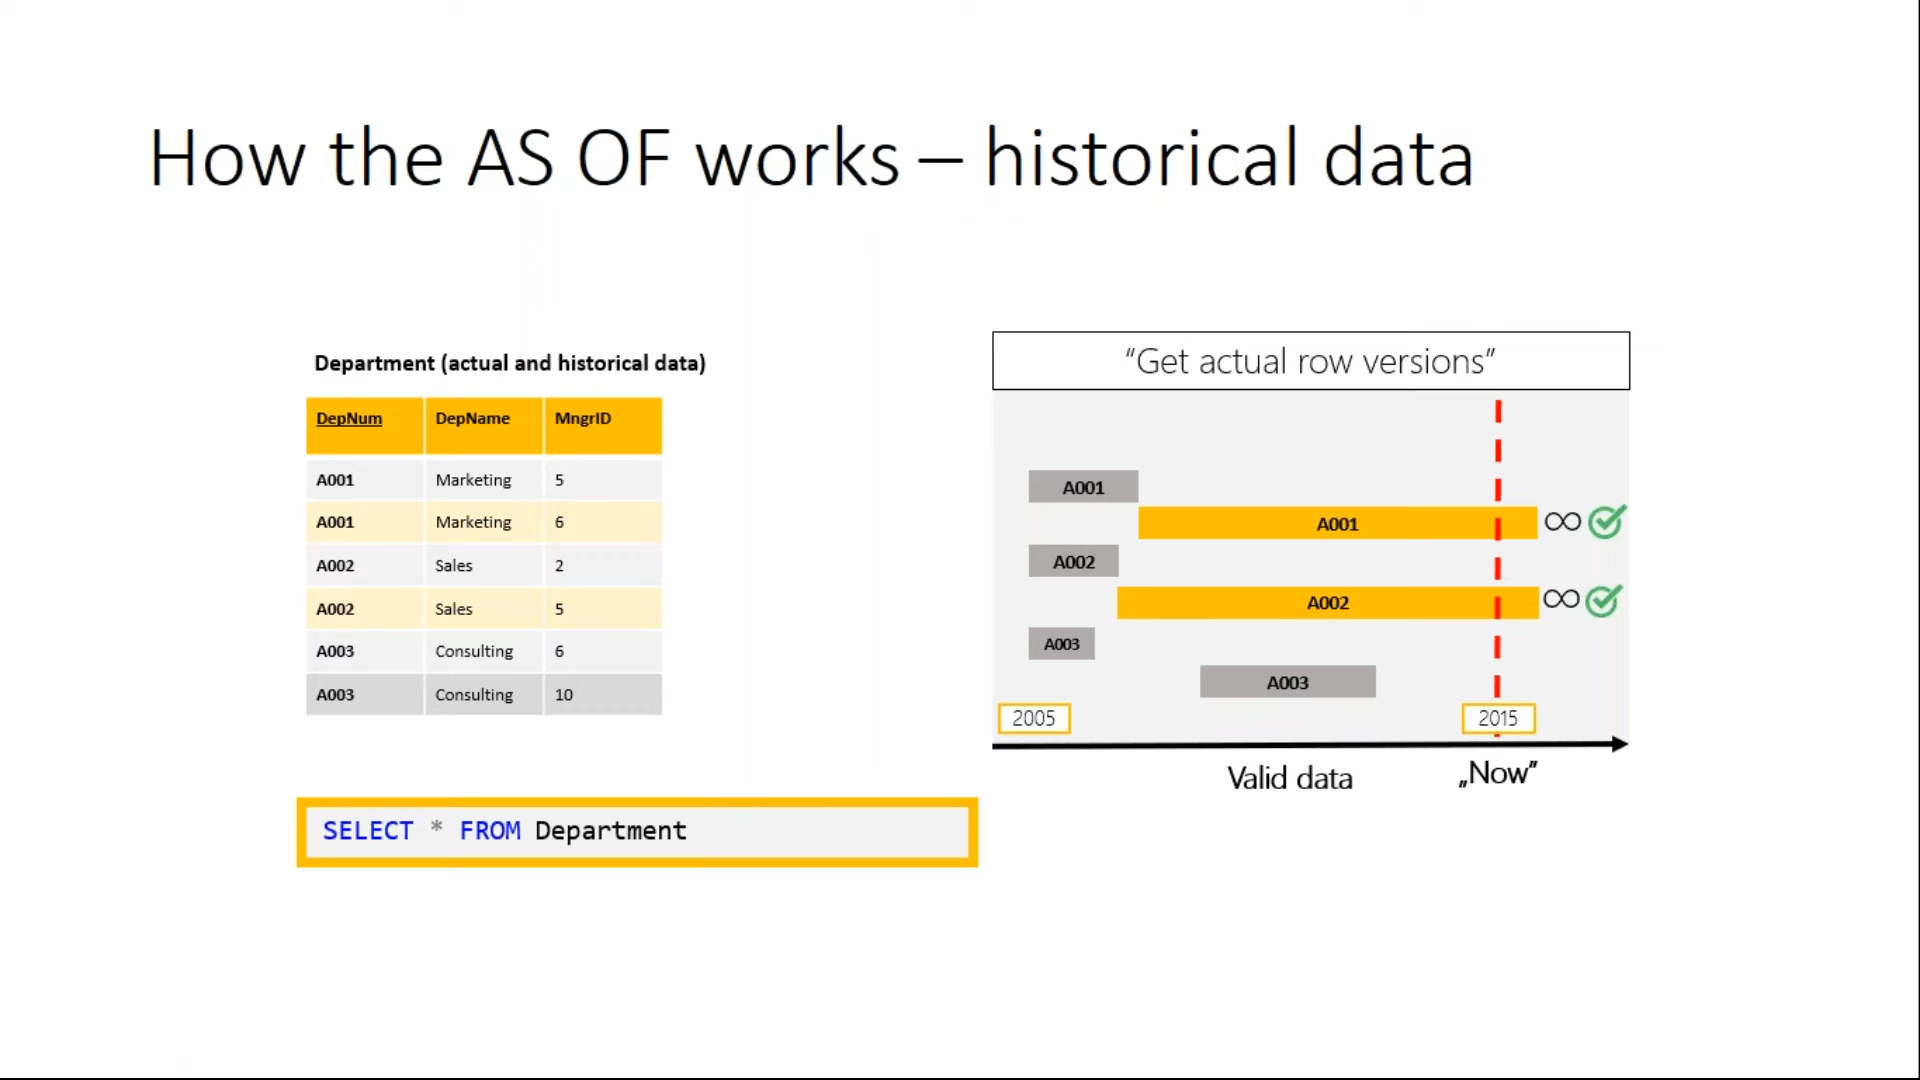 How the AS OF works – historical data
Department (actual and historical data)
DepNum DepName MngrID
A001 Marketing 5
A001 Marketing 6
A002 Sales 2
A002 Sales 5
A003 Consulting 6
A003 Consulting 10
SELECT * FROM Department
“Get actual row versions”
A001
A001 ∞
A002
A002 ∞
A003
A003
2005 2015
Valid data „Now”